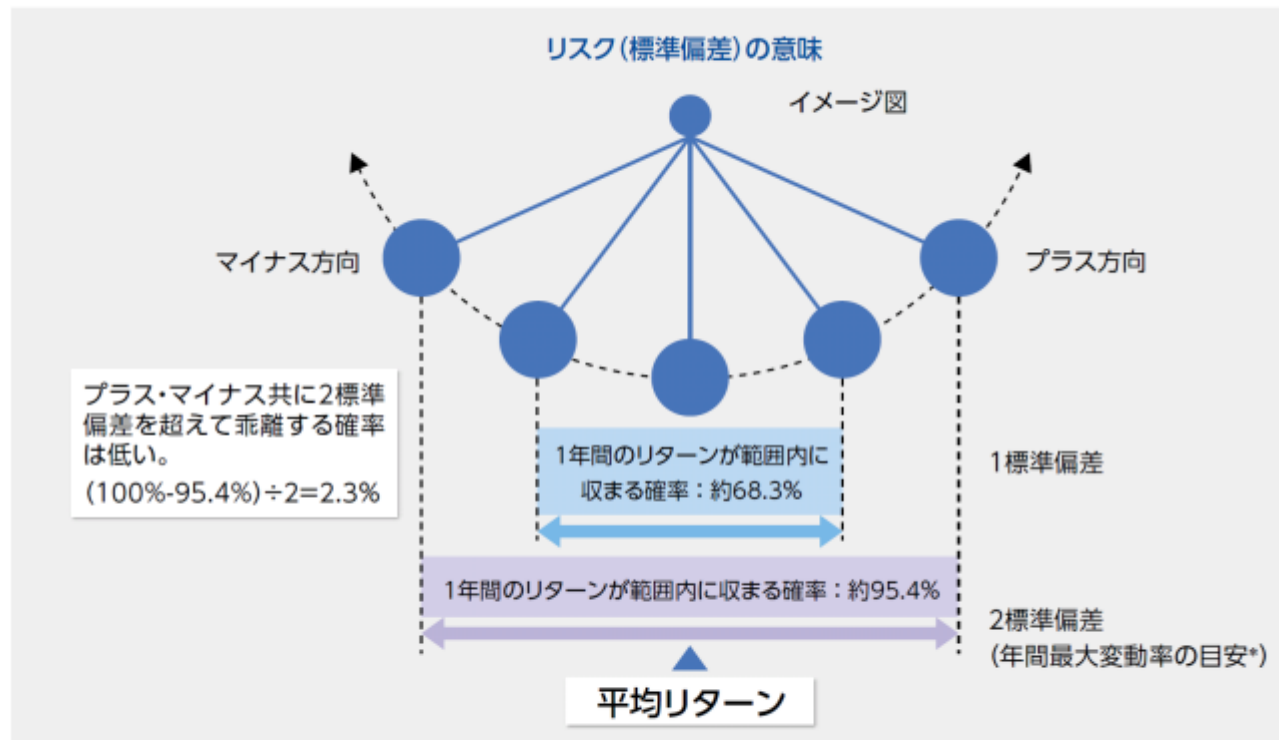 リスク（標準偏差）の意味
イメージ図
マイナス方向
プラス方向
プラス・マイナス共に2標準
偏差を超えて乖離する確率
は低い。
(100%-95.4%)÷2=2.3%
1年間のリターンが範囲内に
収まる確率：約68.3%
1標準偏差
1年間のリターンが範囲内に収まる確率：約95.4%
2標準偏差
(年間最大変動率の目安*)
平均リターン